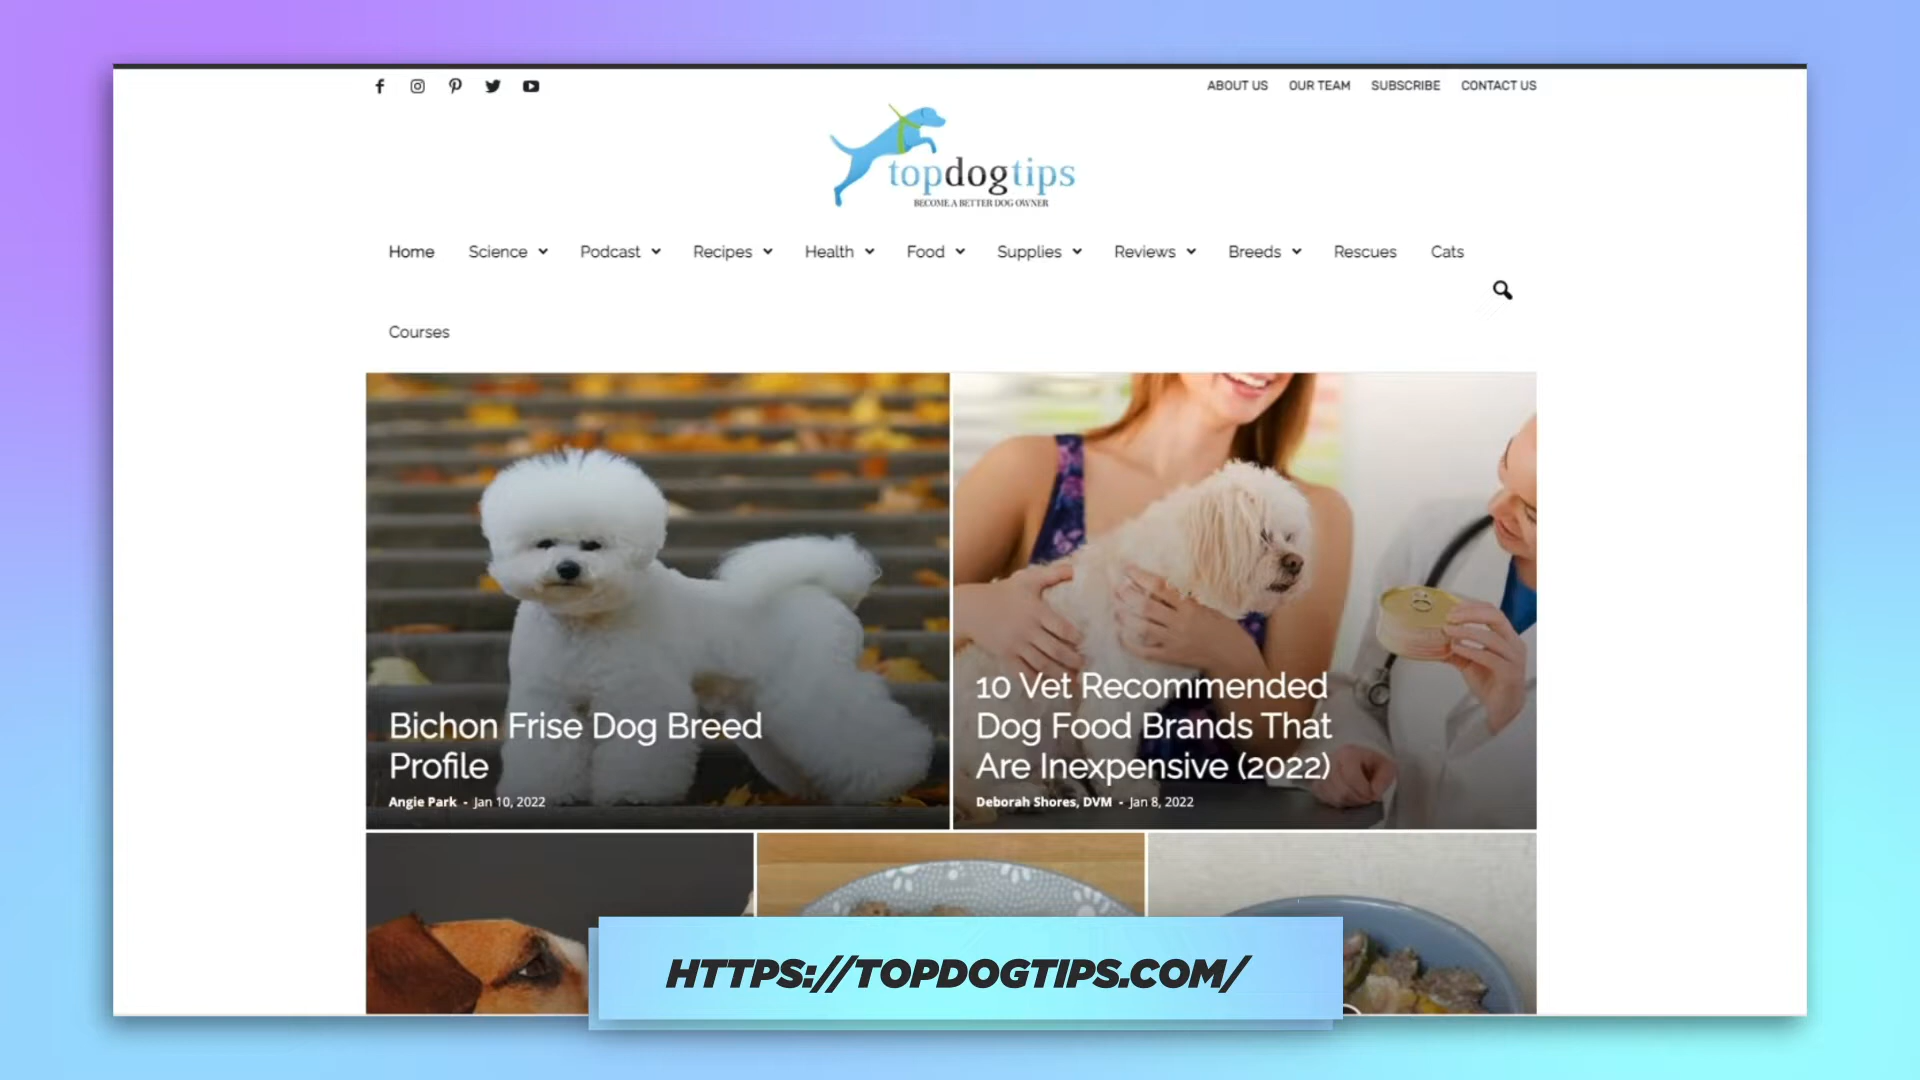 ABOUT US OUR TEAM SUBSCRIBE CONTACT US
topdogtips
BECOME A BETTER DOG OWNER
Home Science Podcast Recipes Health Food Supplies Reviews Breeds Rescues Cats
Courses
Bichon Frise Dog Breed
Profile
Angie Park - Jan 10, 2022
10 Vet Recommended
Dog Food Brands That
Are Inexpensive (2022)
Deborah Shores, DVM - Jan 8, 2022
HTTPS://TOPDOGTIPS.COM/